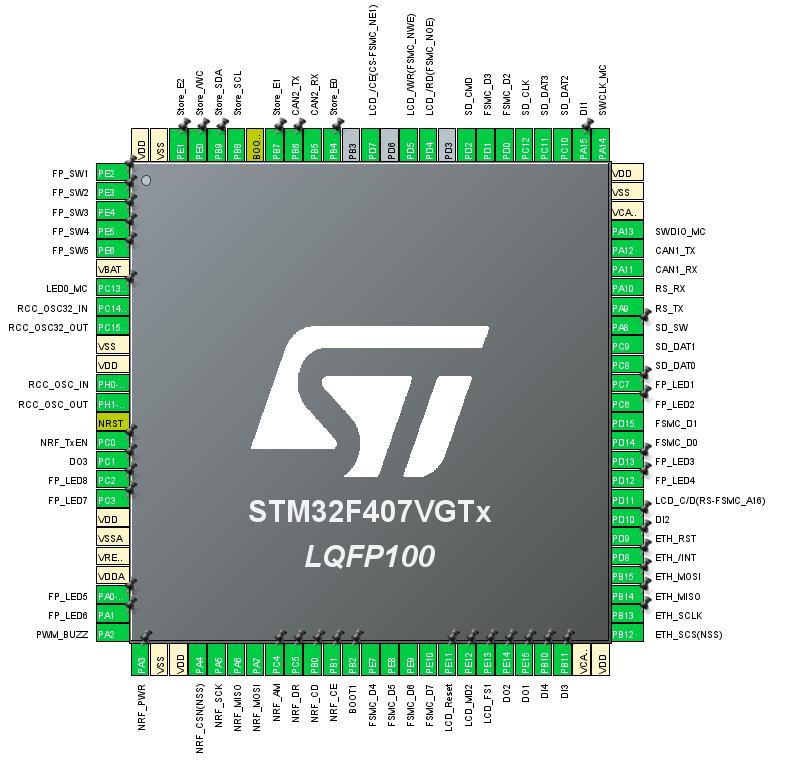 Store_E2
Store_/WC
Store_SDA
Store_SCL
Store_E1
CAN2_TX
CAN2_RX
Store_E0
LCD_/CE(CS-FSMC_NE1)
LCD_/WR(FSMC_NWE)
LCD_/RD(FSMC_NOE)
SD_CMD
FSMC_D3
FSMC_D2
SD_CLK
SD_DAT3
SD_DAT2
DI1
SWCLK_MC
VDD
VSS
PE1
PE0
PB9
PB8
BOO..
PB7
PB6
PB5
PB4
PB3
PD7
PD6
PD5
PD4
PD3
PD2
PD1
PD0
PC12
PC11
PC10
PA15
PA14
FP_SW1 PE2
FP_SW2 PE3
FP_SW3 PE4
FP_SW4 PE5
FP_SW5 PE6
VBAT
LED0_MC PC13..
RCC_OSC32_IN PC14..
RCC_OSC32_OUT PC15..
VSS
VDD
RCC_OSC_IN PH0-..
RCC_OSC_OUT PH1-..
NRST
NRF_TxEN PC0
DO3 PC1
FP_LED8 PC2
FP_LED7 PC3
VDD
VSSA
VRE..
VDDA
FP_LED5 PA0-..
FP_LED6 PA1
PWM_BUZZ PA2
STM32F407VGTx
LQFP100
VDD
VSS
VCA..
PA13 SWDIO_MC
PA12 CAN1_TX
PA11 CAN1_RX
PA10 RS_RX
PA9 RS_TX
PA8 SD_SW
PC9 SD_DAT1
PC8 SD_DAT0
PC7 FP_LED1
PC6 FP_LED2
PD15 FSMC_D1
PD14 FSMC_D0
PD13 FP_LED3
PD12 FP_LED4
PD11 LCD_C/D(RS-FSMC_A16)
PD10 DI2
PD9 ETH_RST
PD8 ETH_/INT
PB15 ETH_MOSI
PB14 ETH_MISO
PB13 ETH_SCLK
PB12 ETH_SCS(NSS)
PA3
VSS
VDD
PA4
PA5
PA6
PA7
PC4
PC5
PB0
PB1
PB2
PE7
PE8
PE9
PE10
PE11
PE12
PE13
PE14
PE15
PB10
PB11
VCA..
VDD
NRF_PWR
NRF_CSN(NSS)
NRF_SCK
NRF_MISO
NRF_MOSI
NRF_AM
NRF_DR
NRF_CD
NRF_CE
BOOT1
FSMC_D4
FSMC_D5
FSMC_D6
FSMC_D7
LCD_Reset
LCD_MD2
LCD_FS1
DO2
DO1
DI4
DI3